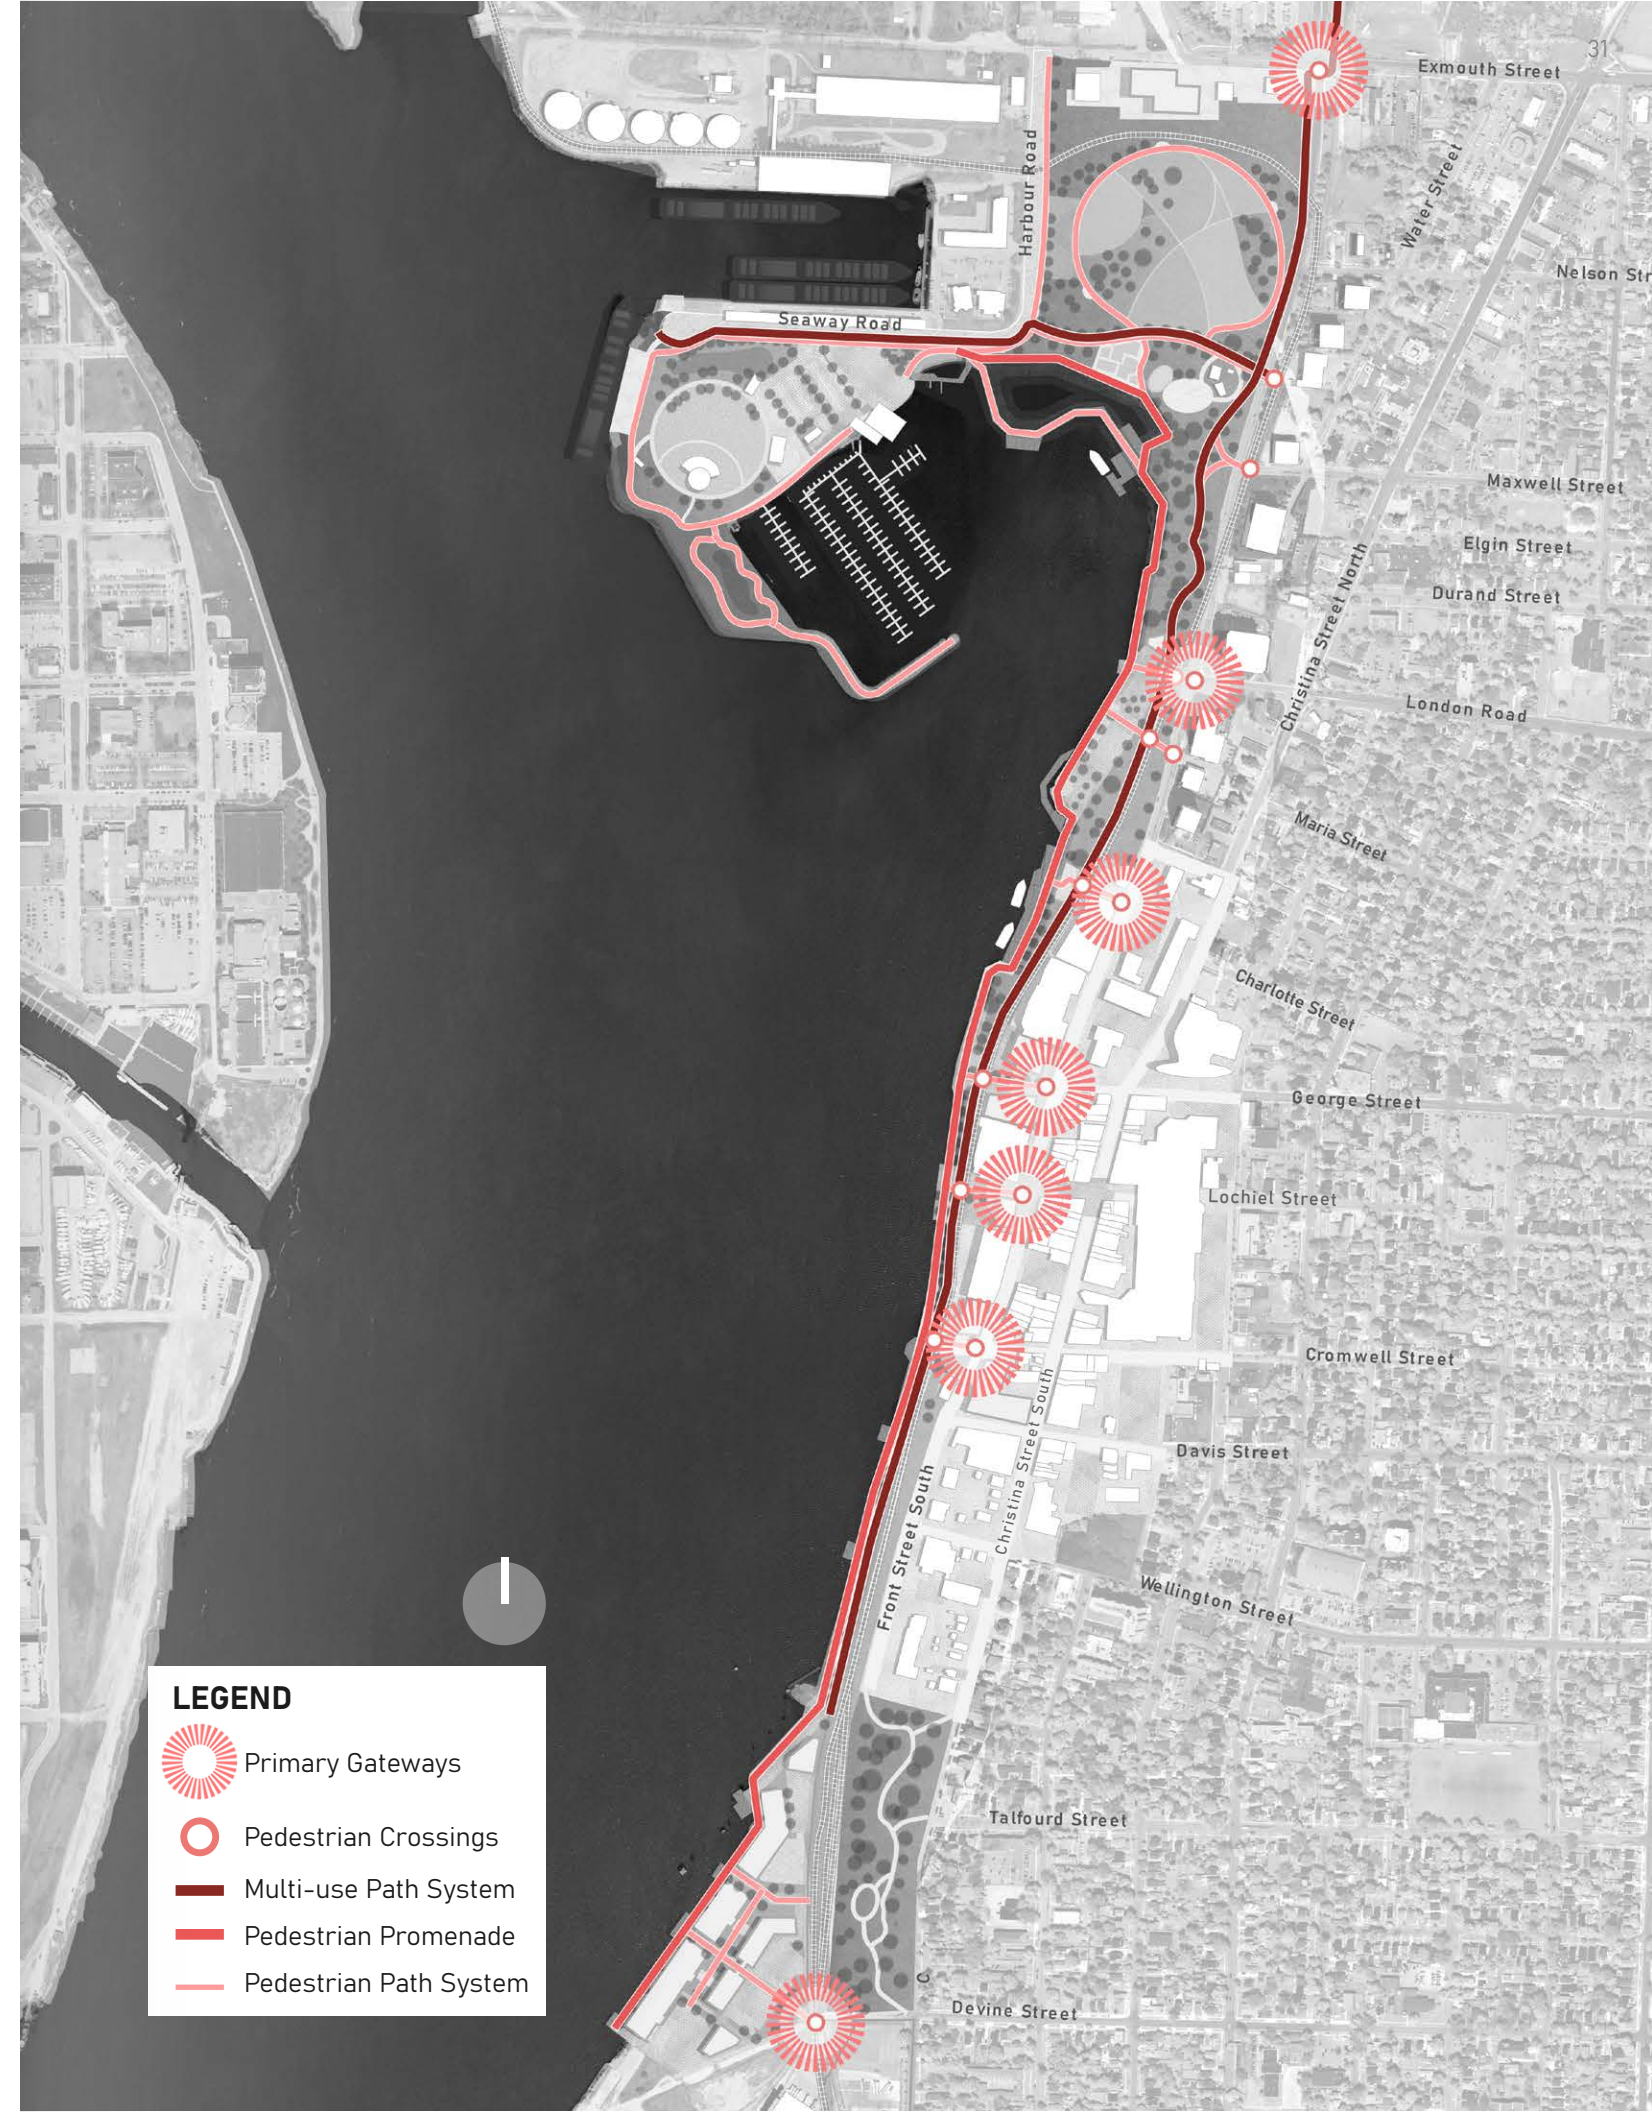 31
Exmouth Street
Harbour Road
Water Street
Nelson Str
Seaway Road
Maxwell Street
Elgin Street
Durand Street
Christina Street North
London Road
Maria Street
Charlotte Street
George Street
Lochiel Street
Cromwell Street
Christina Street South
Davis Street
Front Street South
Wellington Street
Talfourd Street
C
Devine Street
LEGEND
Primary Gateways
Pedestrian Crossings
Multi-use Path System
Pedestrian Promenade
Pedestrian Path System